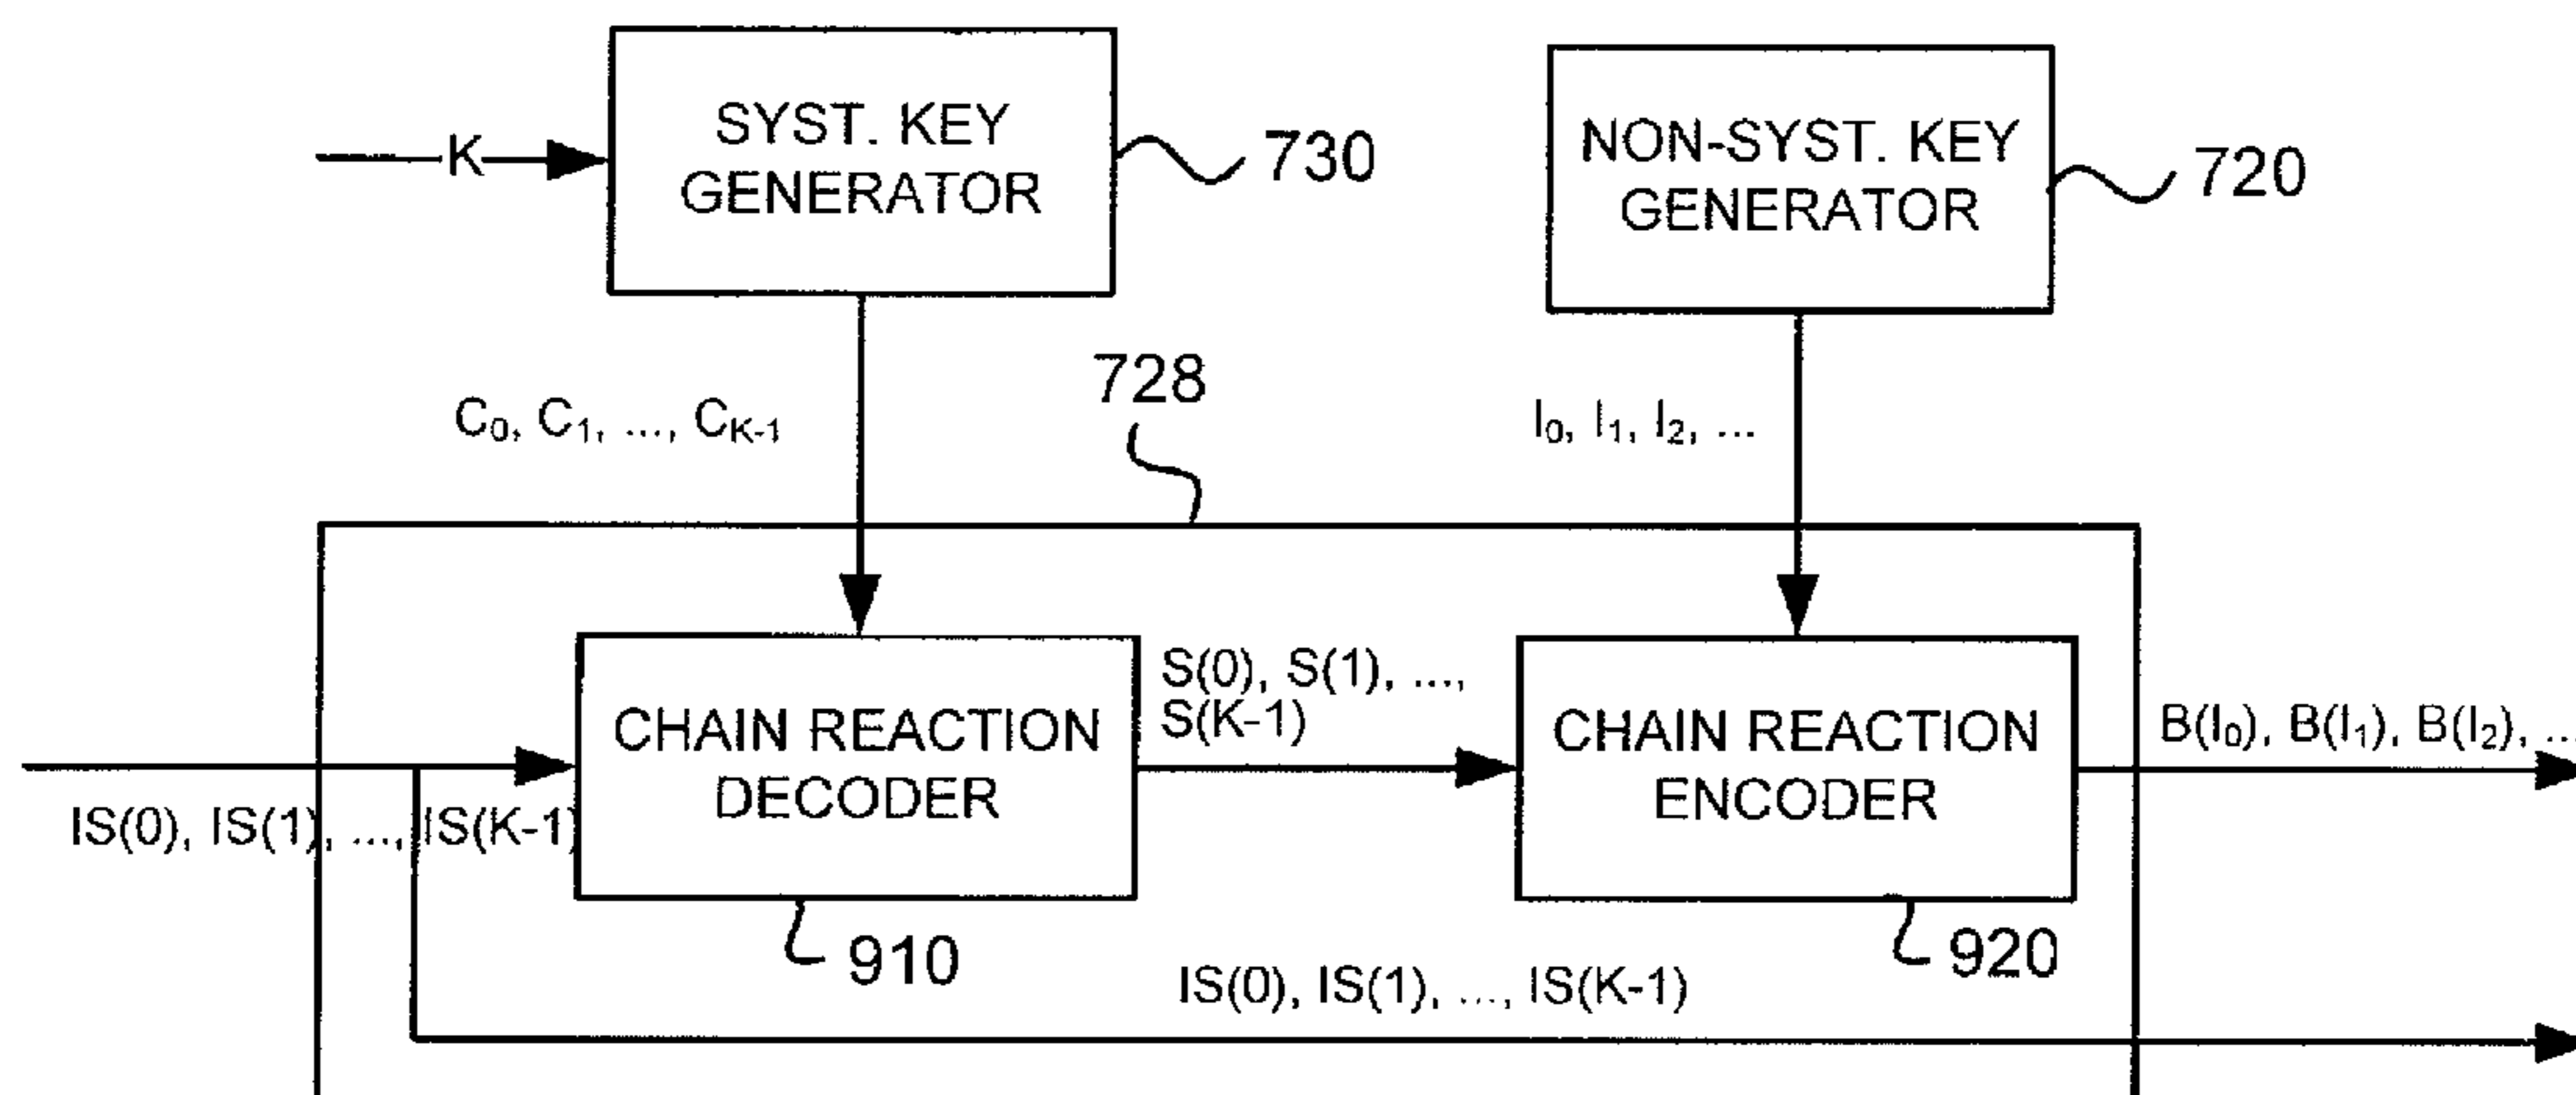 K
SYST. KEY
GENERATOR
730
NON-SYST. KEY
GENERATOR
720
728
C₀, C₁, ..., C_K-1
I₀, I₁, I₂, ...
CHAIN REACTION
DECODER
910
S(0), S(1), ...,
S(K-1)
CHAIN REACTION
ENCODER
920
B(I₀), B(I₁), B(I₂), ...
IS(0), IS(1), ..., IS(K-1)
IS(0), IS(1), ..., IS(K-1)